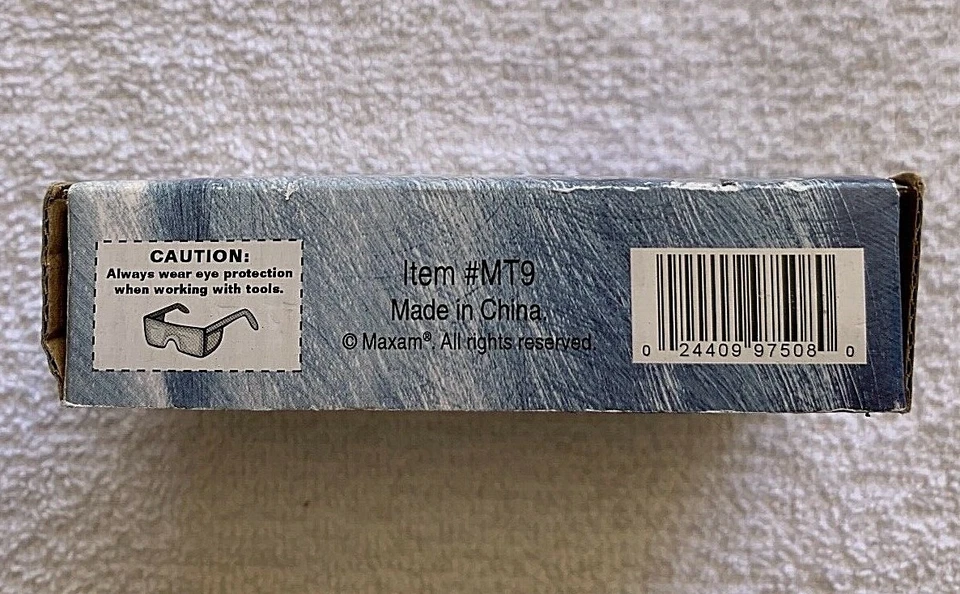 CAUTION:
Always wear eye protection
when working with tools.
Item #MT9
Made in China.
© Maxam®. All rights reserved.
0 24409 97508 0